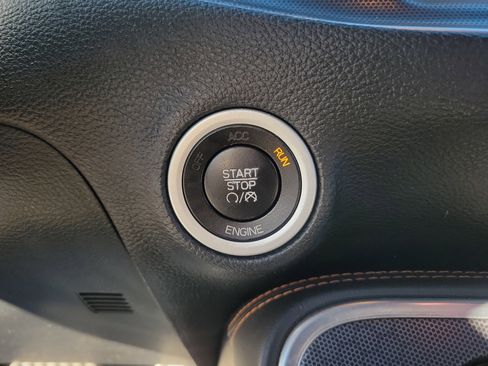 ACC
OFF
RUN
START
STOP
ENGINE